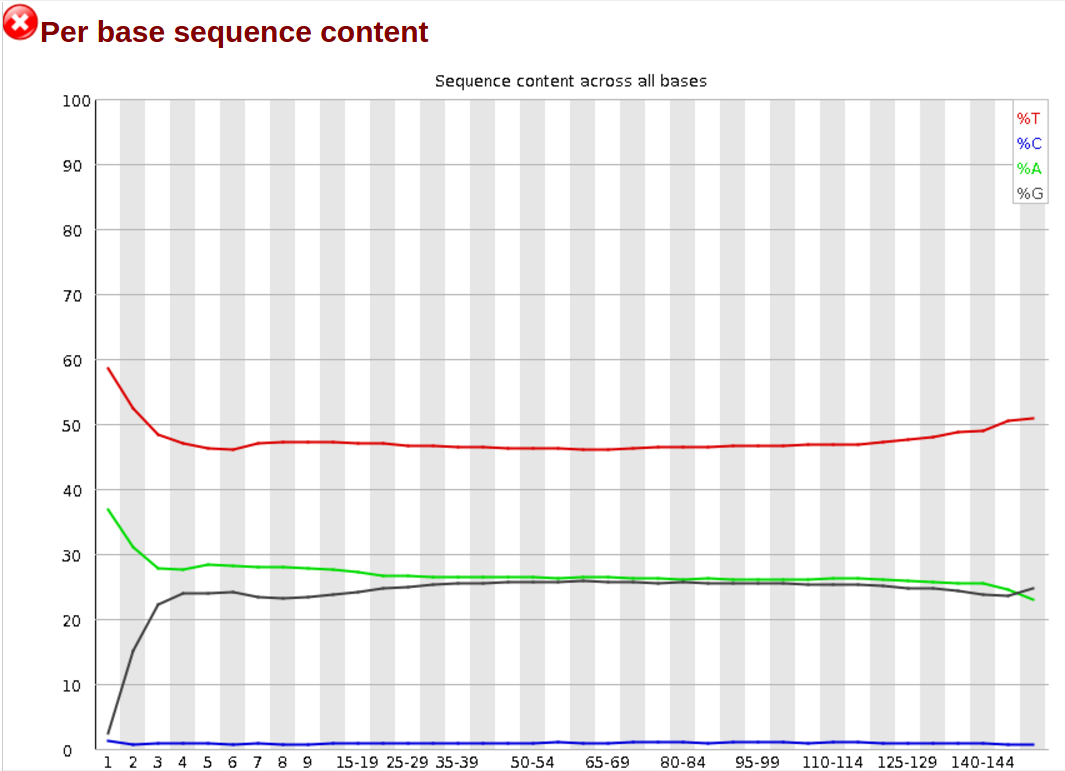 Per base sequence content
Sequence content across all bases
100
90
80
70
60
50
40
30
20
10
0
%T
%C
%A
%G
1 2 3 4 5 6 7 8 9 15-19 25-29 35-39 50-54 65-69 80-84 95-99 110-114 125-129 140-144